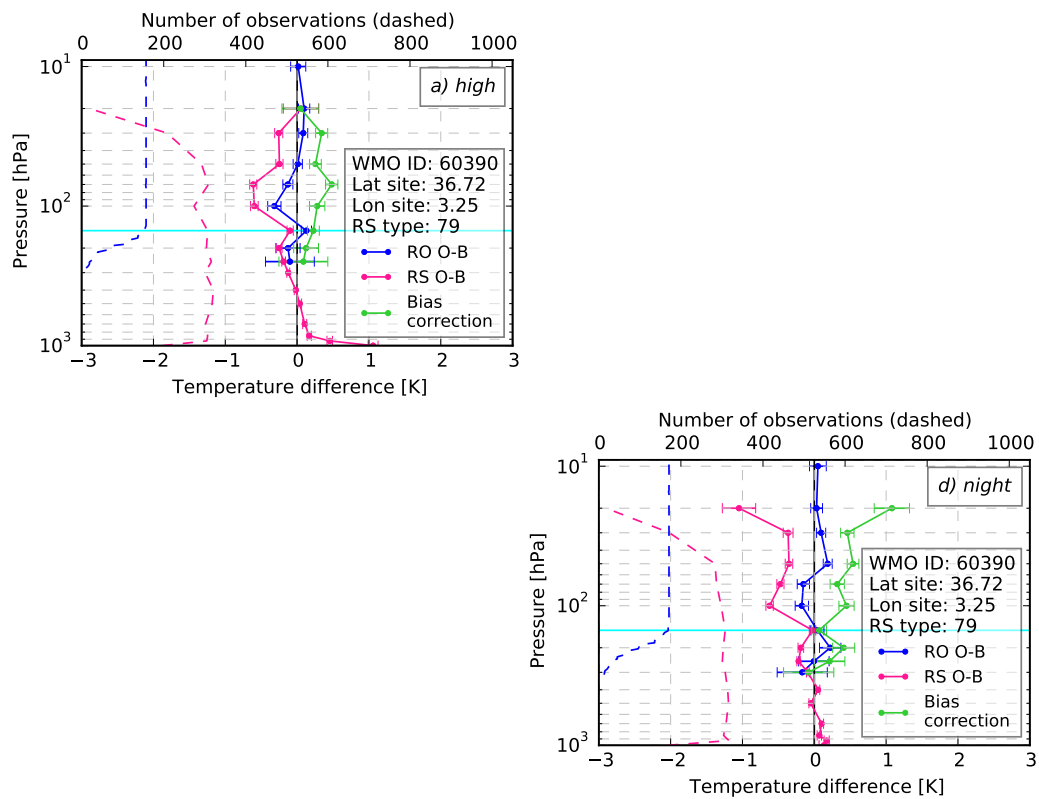 Number of observations (dashed)
0 200 400 600 800 1000
a) high
10¹
10²
10³
Pressure [hPa]
WMO ID: 60390
Lat site: 36.72
Lon site: 3.25
RS type: 79
RO O-B
RS O-B
Bias
correction
−3 −2 −1 0 1 2 3
Temperature difference [K]
Number of observations (dashed)
0 200 400 600 800 1000
d) night
10¹
10²
10³
Pressure [hPa]
WMO ID: 60390
Lat site: 36.72
Lon site: 3.25
RS type: 79
RO O-B
RS O-B
Bias
correction
−3 −2 −1 0 1 2 3
Temperature difference [K]